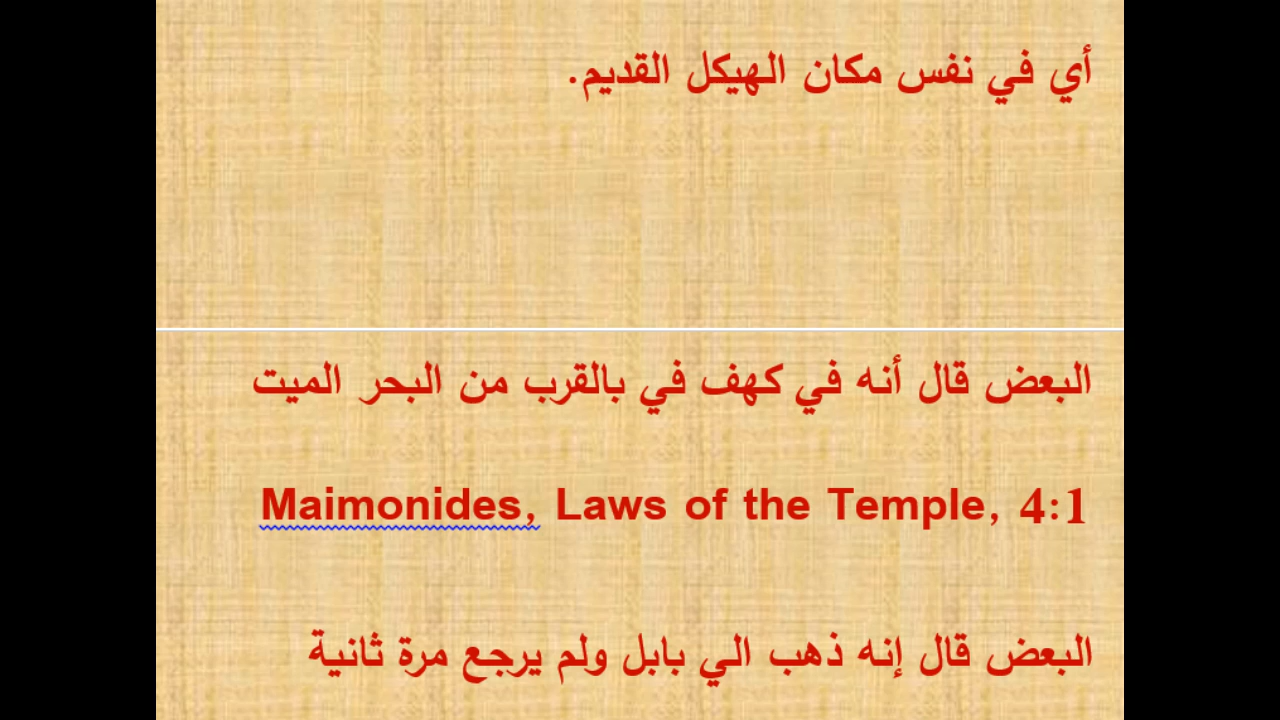 أي في نفس مكان الهيكل القديم.
البعض قال أنه في كهف في بالقرب من البحر الميت
Maimonides, Laws of the Temple, 4:1
البعض قال إنه ذهب الي بابل ولم يرجع مرة ثانية